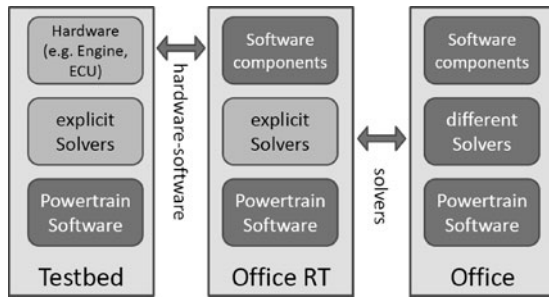 Hardware
(e.g. Engine,
ECU)
explicit
Solvers
Powertrain
Software
Testbed
hardware-software
Software
components
explicit
Solvers
Powertrain
Software
Office RT
solvers
Software
components
different
Solvers
Powertrain
Software
Office